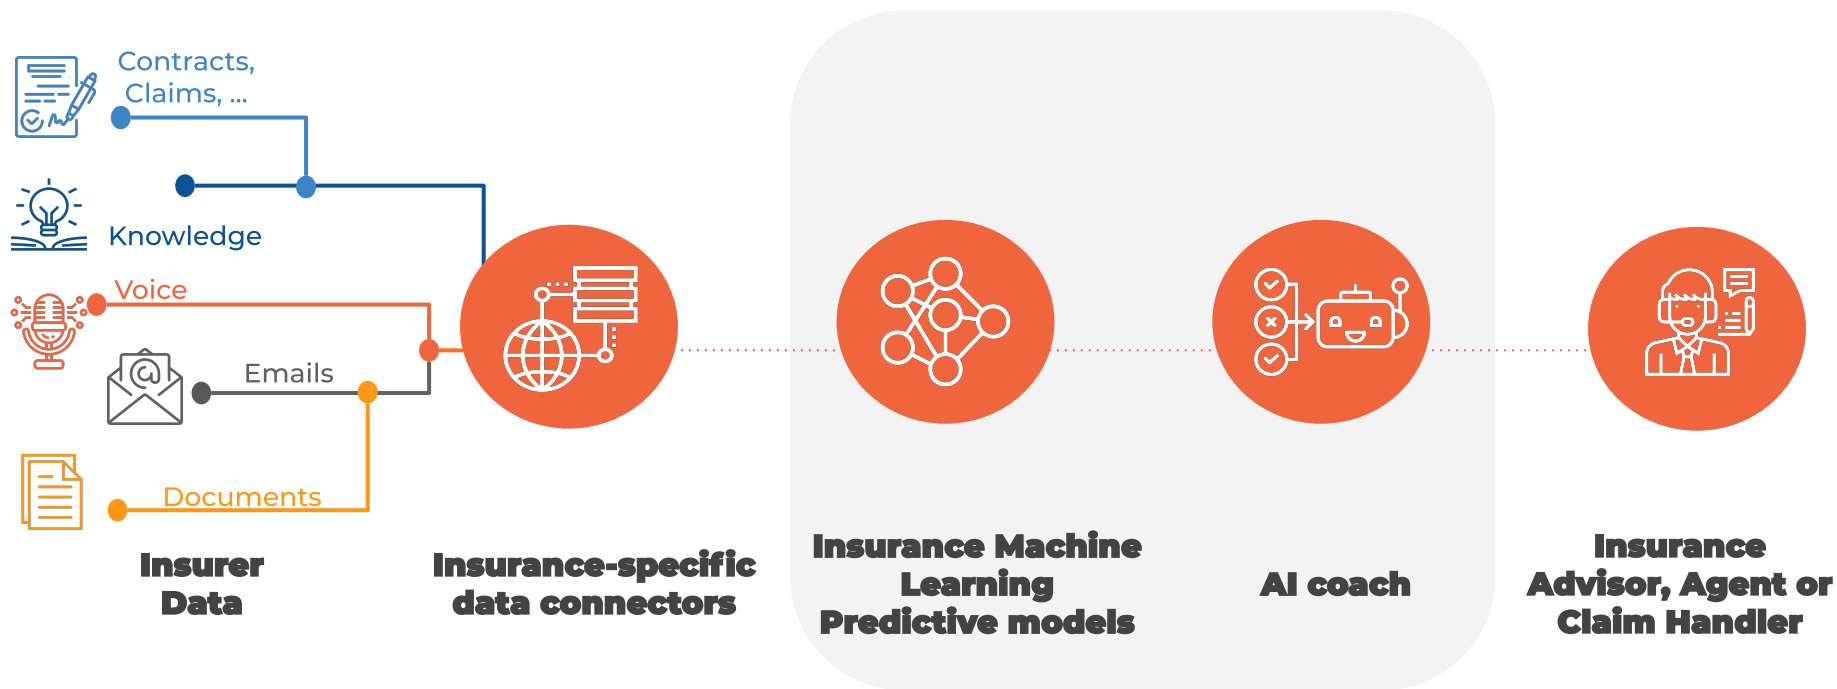 Contracts,
Claims, ...
Knowledge
Voice
Emails
Documents
Insurer
Data
Insurance-specific
data connectors
Insurance Machine
Learning
Predictive models
AI coach
Insurance
Advisor, Agent or
Claim Handler